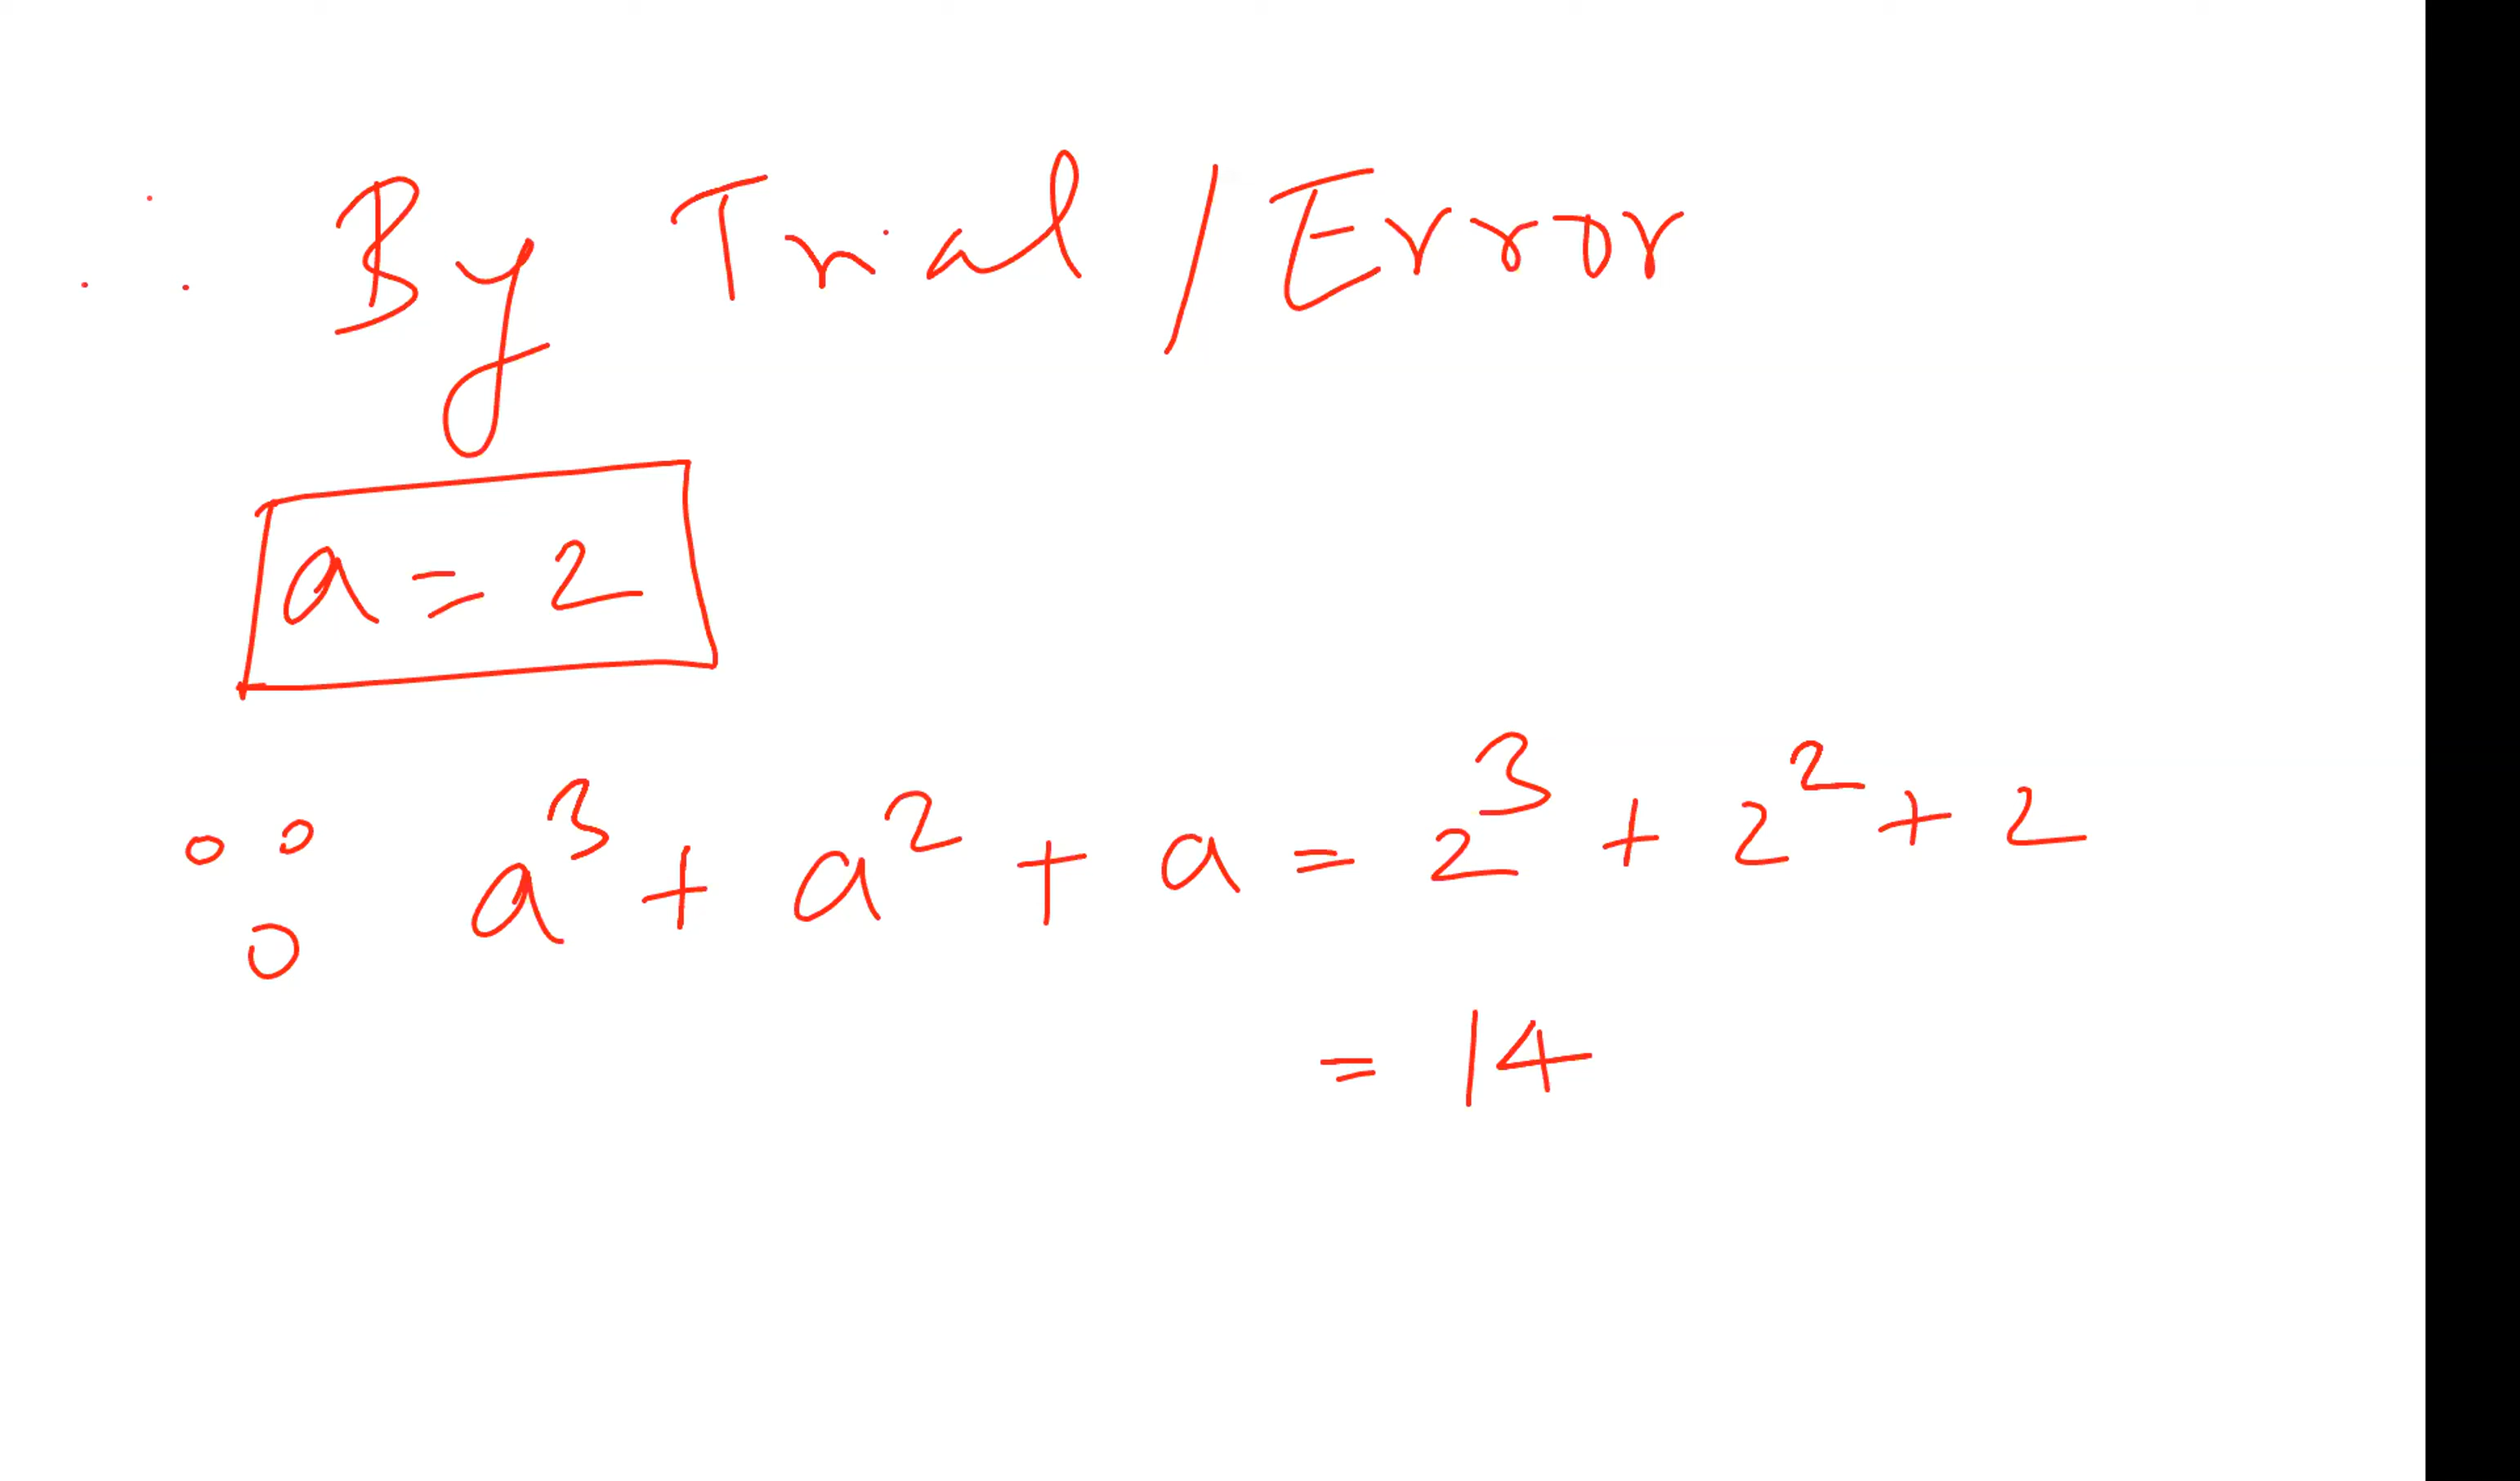 ∴ By Trial / Error
a = 2
∵ a³ + a² + a = 2³ + 2² + 2
= 14